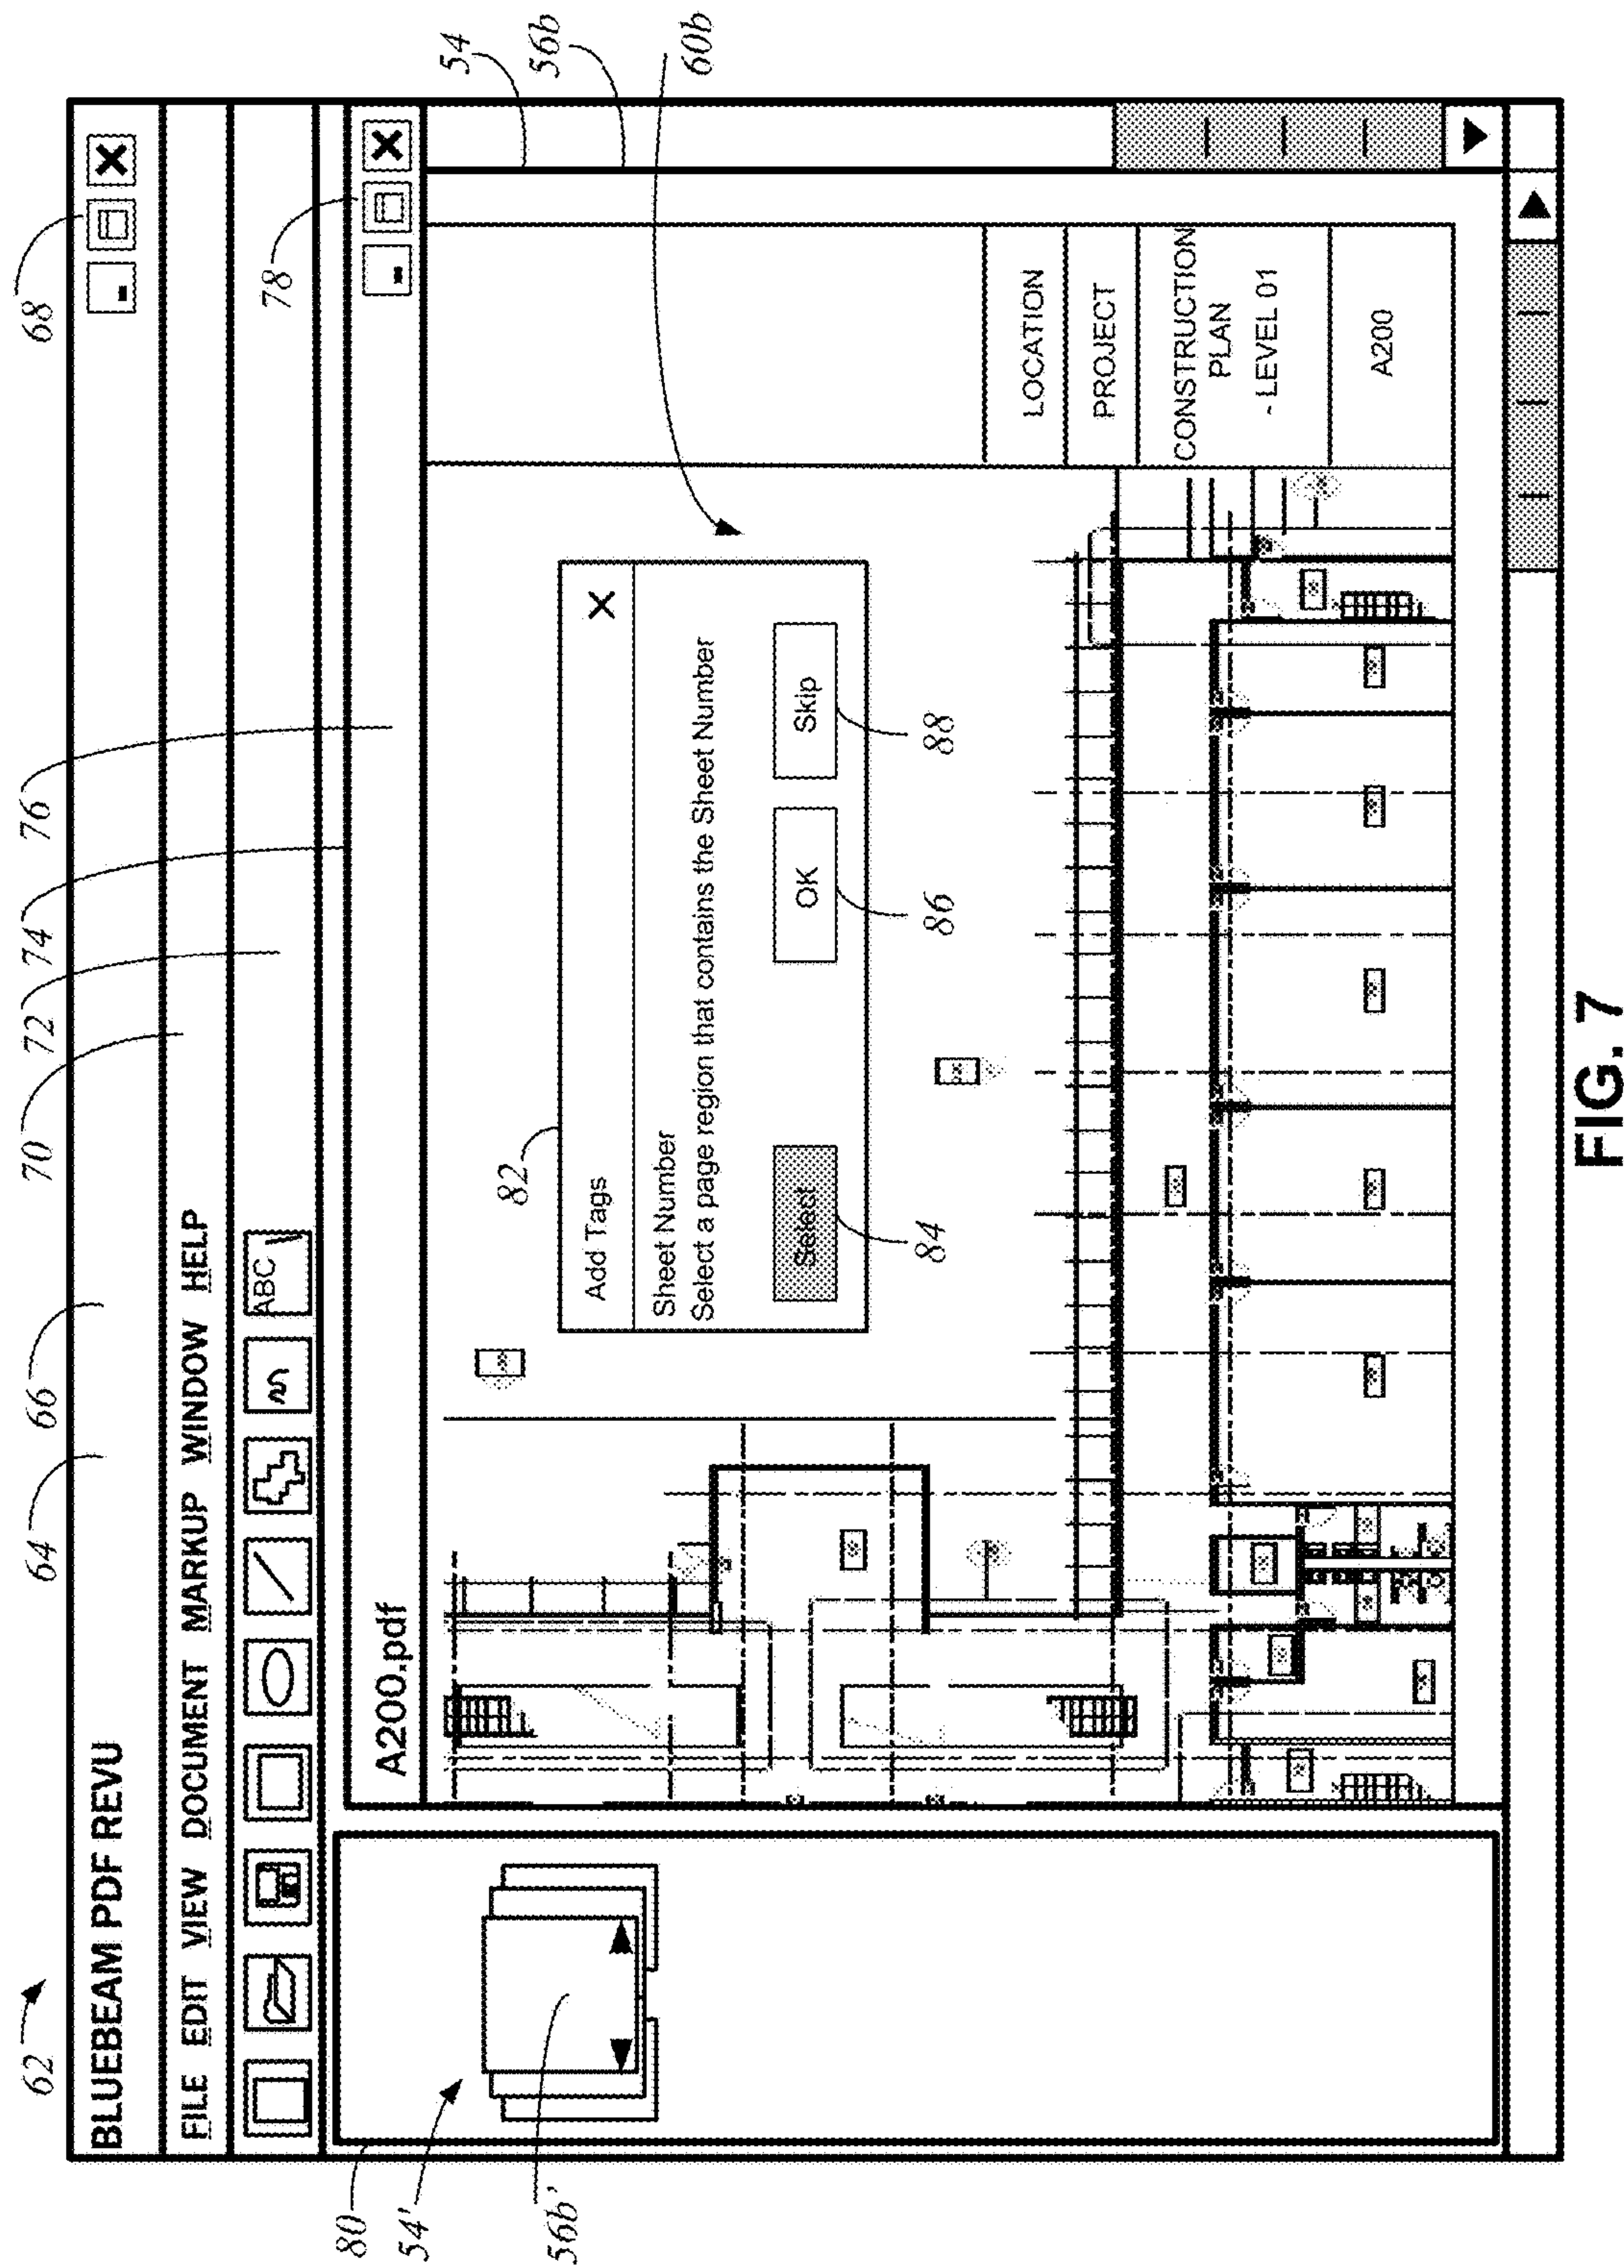 62
64
66
70
72
74
76
68
BLUEBEAM PDF REVU
FILE EDIT VIEW DOCUMENT MARKUP WINDOW HELP
ABC
78
80
A200.pdf
54
54'
56b
56b'
60b
82
Add Tags
Sheet Number
Select a page region that contains the Sheet Number
Select
OK
Skip
84
86
88
LOCATION
PROJECT
CONSTRUCTION
PLAN
- LEVEL 01
A200
FIG. 7